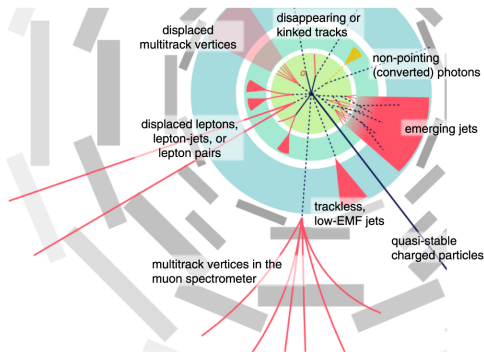 disappearing or
kinked tracks
displaced
multitrack vertices
non-pointing
(converted) photons
displaced leptons,
lepton-jets, or
lepton pairs
emerging jets
trackless,
low-EMF jets
quasi-stable
charged particles
multitrack vertices in the
muon spectrometer